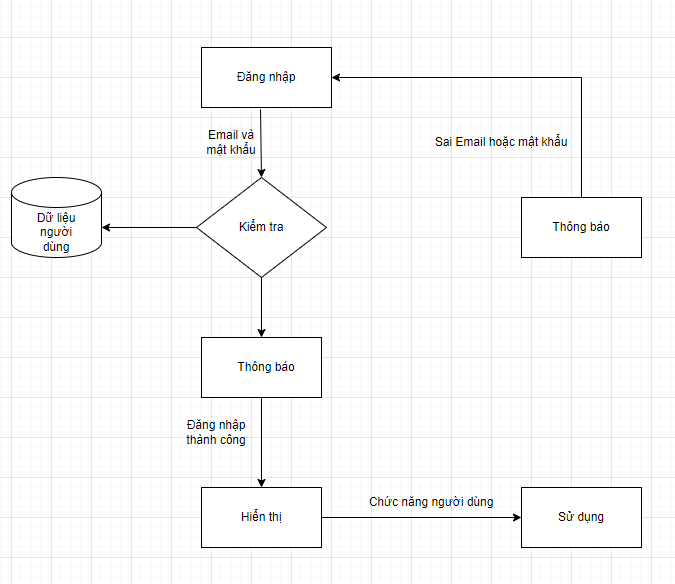 Đăng nhập
Email và
mật khẩu
Sai Email hoặc mật khẩu
Dữ liệu
người
dùng
Kiểm tra
Thông báo
Thông báo
Đăng nhập
thành công
Hiển thị
Chức năng người dùng
Sử dụng